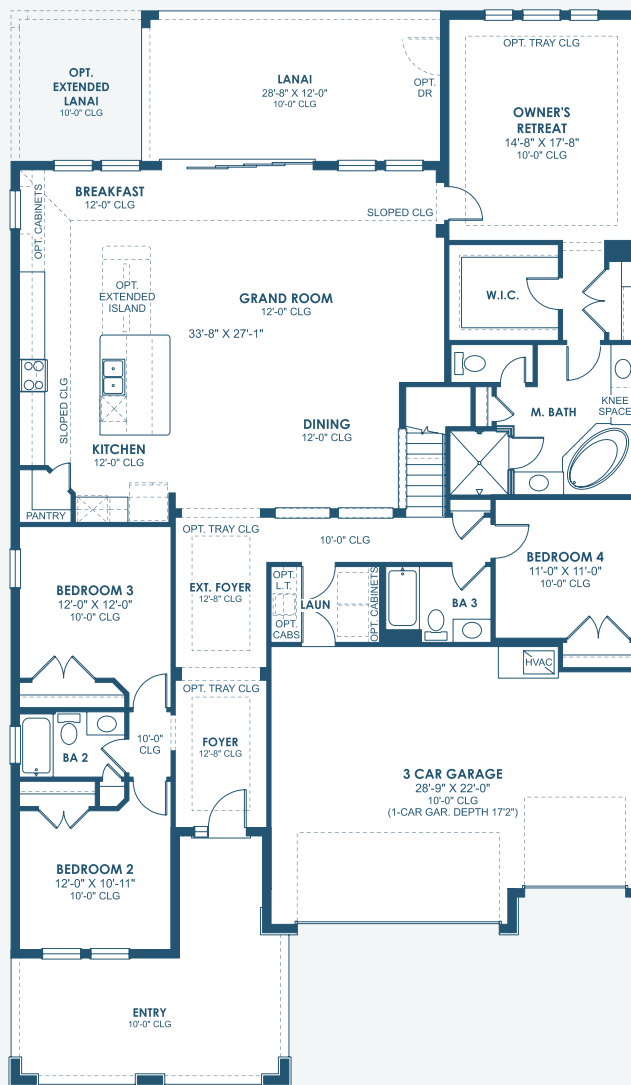 OPT. TRAY CLG
OPT.
EXTENDED
LANAI
10'-0" CLG
LANAI
28'-8" X 12'-0"
10'-0" CLG
OPT.
DR
OWNER'S
RETREAT
14'-8" X 17'-8"
10'-0" CLG
BREAKFAST
12'-0" CLG
OPT. CABINETS
SLOPED CLG
OPT.
EXTENDED
ISLAND
GRAND ROOM
12'-0" CLG
33'-8" X 27'-1"
W.I.C.
SLOPED CLG
KNEE
SPACE
M. BATH
DINING
12'-0" CLG
KITCHEN
12'-0" CLG
PANTRY
OPT. TRAY CLG
10'-0" CLG
BEDROOM 4
11'-0" X 11'-0"
10'-0" CLG
BEDROOM 3
12'-0" X 12'-0"
10'-0" CLG
EXT. FOYER
12'-8" CLG
OPT.
L.T.
LAUN
OPT.
CABS
OPT. CABINETS
BA 3
HVAC
OPT. TRAY CLG
10'-0"
CLG
FOYER
12'-8" CLG
BA 2
3 CAR GARAGE
28'-9" X 22'-0"
10'-0" CLG
(1-CAR GAR. DEPTH 17'2")
BEDROOM 2
12'-0" X 10'-11"
10'-0" CLG
ENTRY
10'-0" CLG